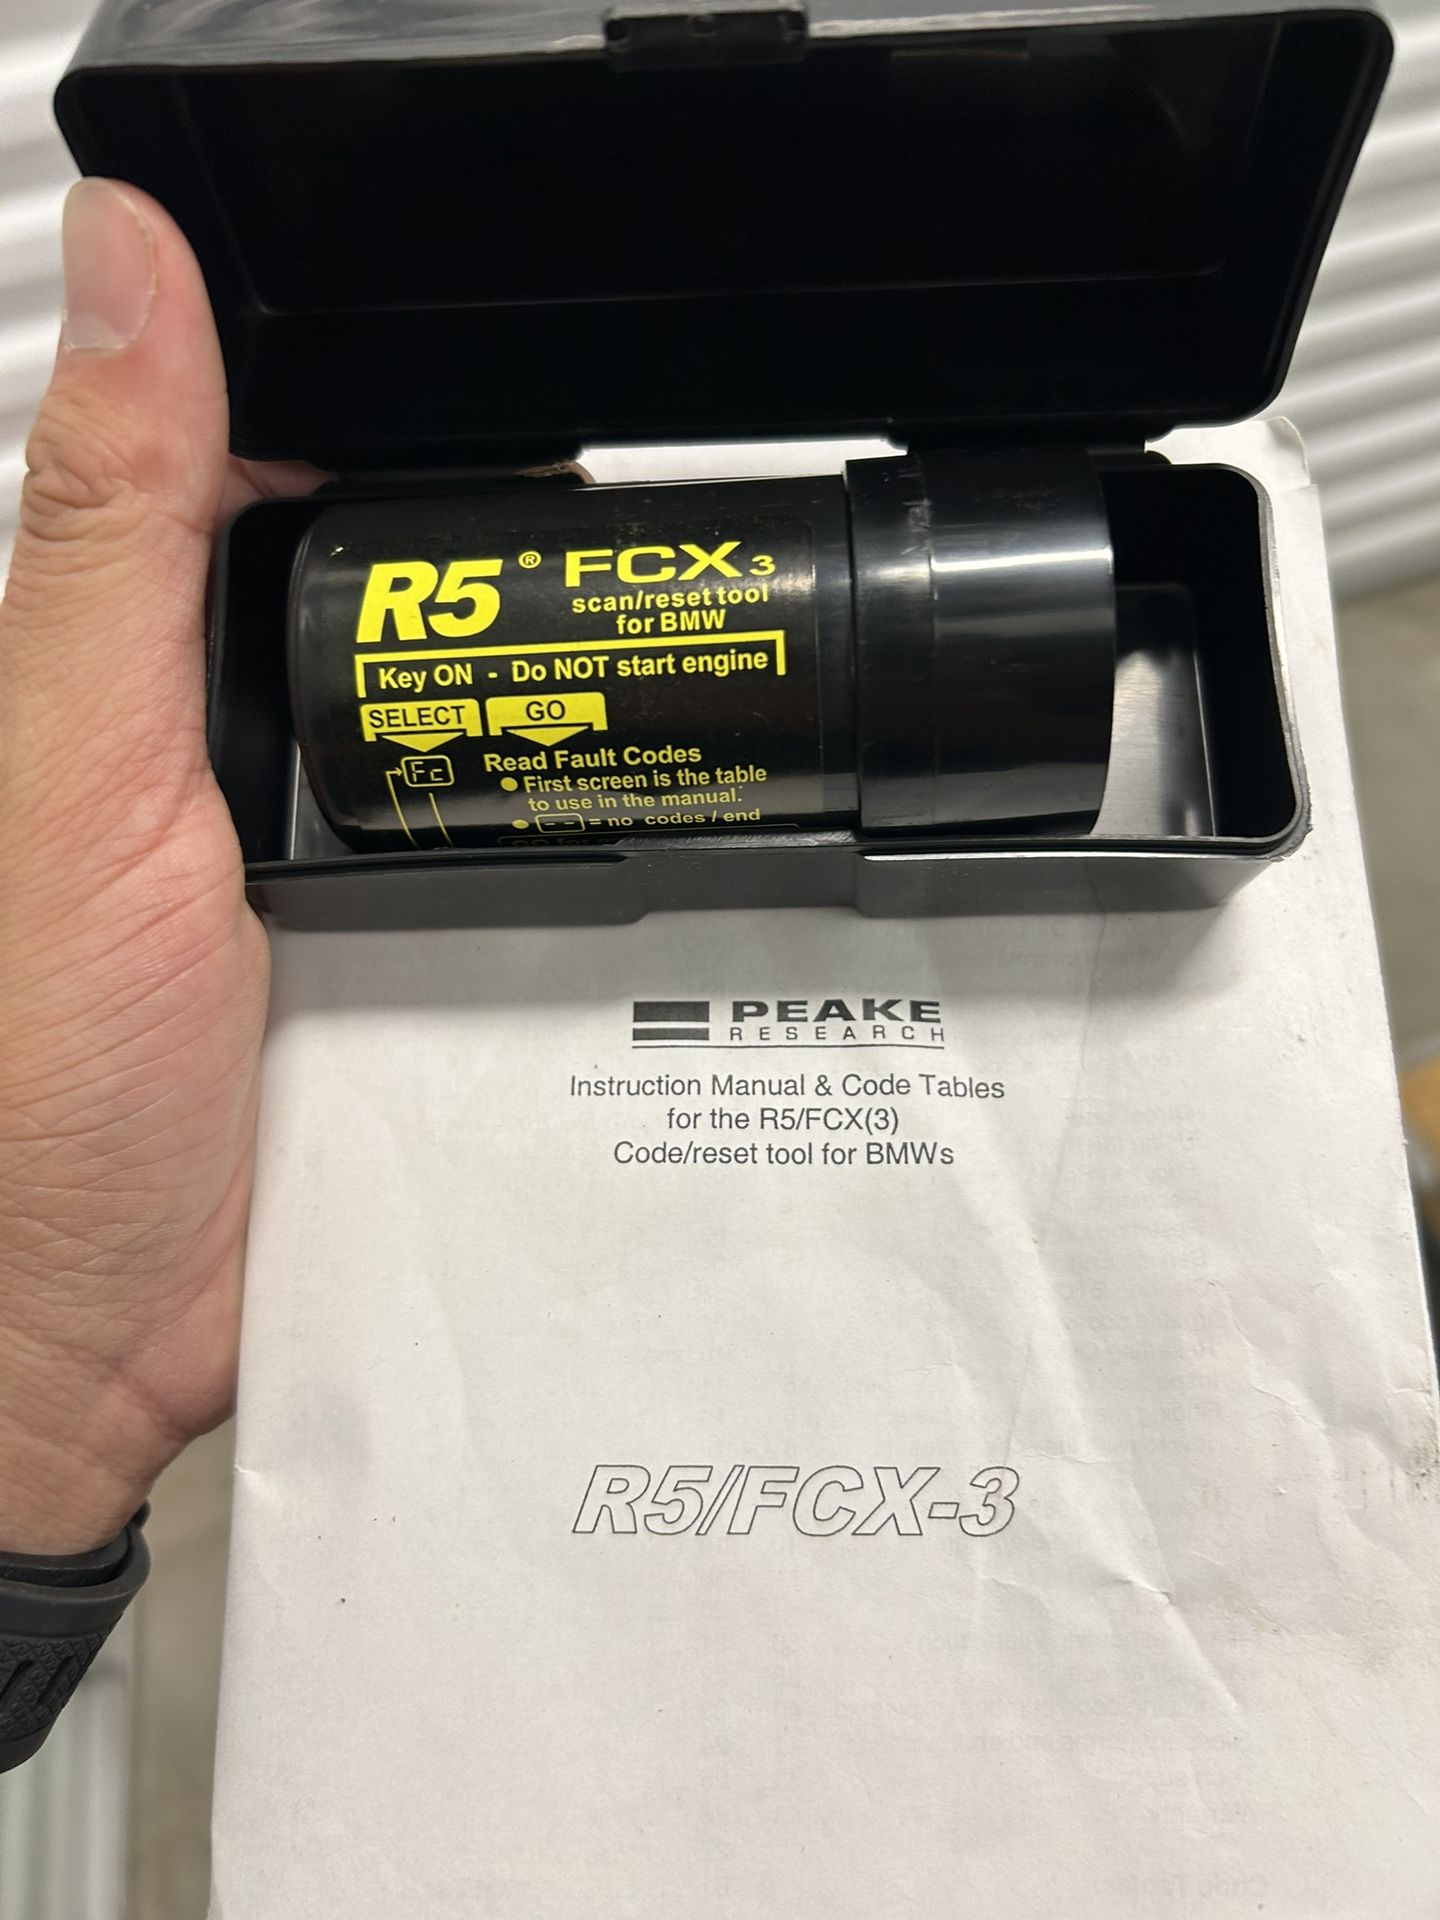 R5® FCX 3
scan/reset tool
for BMW
Key ON - Do NOT start engine
SELECT GO
Fc Read Fault Codes
● First screen is the table
to use in the manual.
● -- = no codes / end
PEAKE
RESEARCH
Instruction Manual & Code Tables
for the R5/FCX(3)
Code/reset tool for BMWs
R5/FCX-3